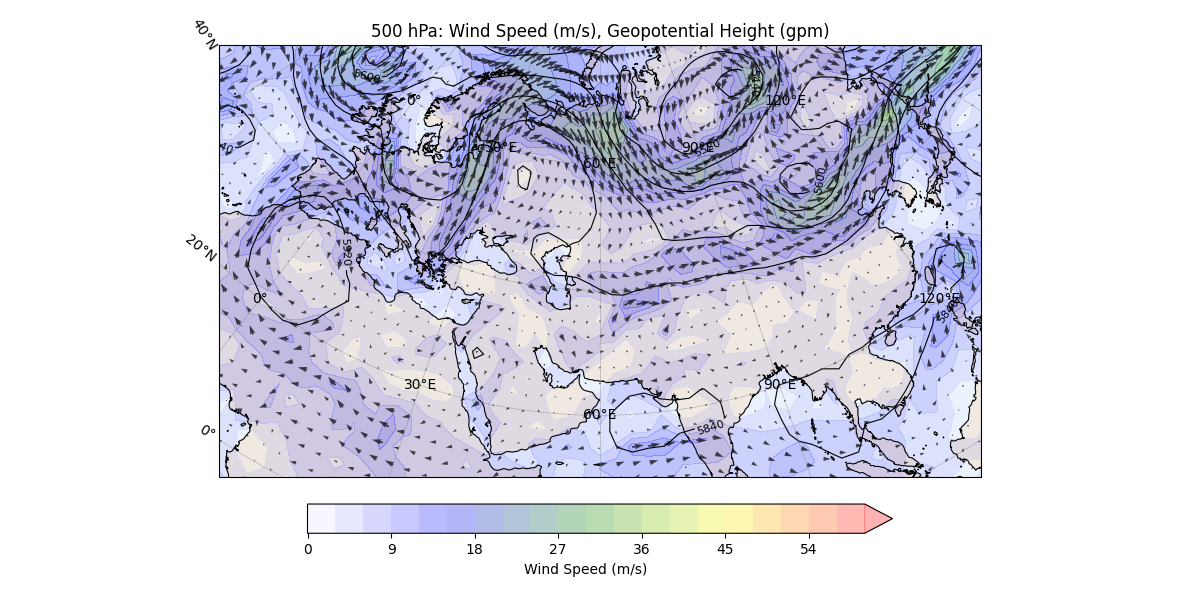 500 hPa: Wind Speed (m/s), Geopotential Height (gpm)
40°N
20°N
0°
0°
30°E
60°E
90°E
120°E
0°
30°E
60°E
90°E
120°E
5600
5600
5920
5840
0 9 18 27 36 45 54
Wind Speed (m/s)